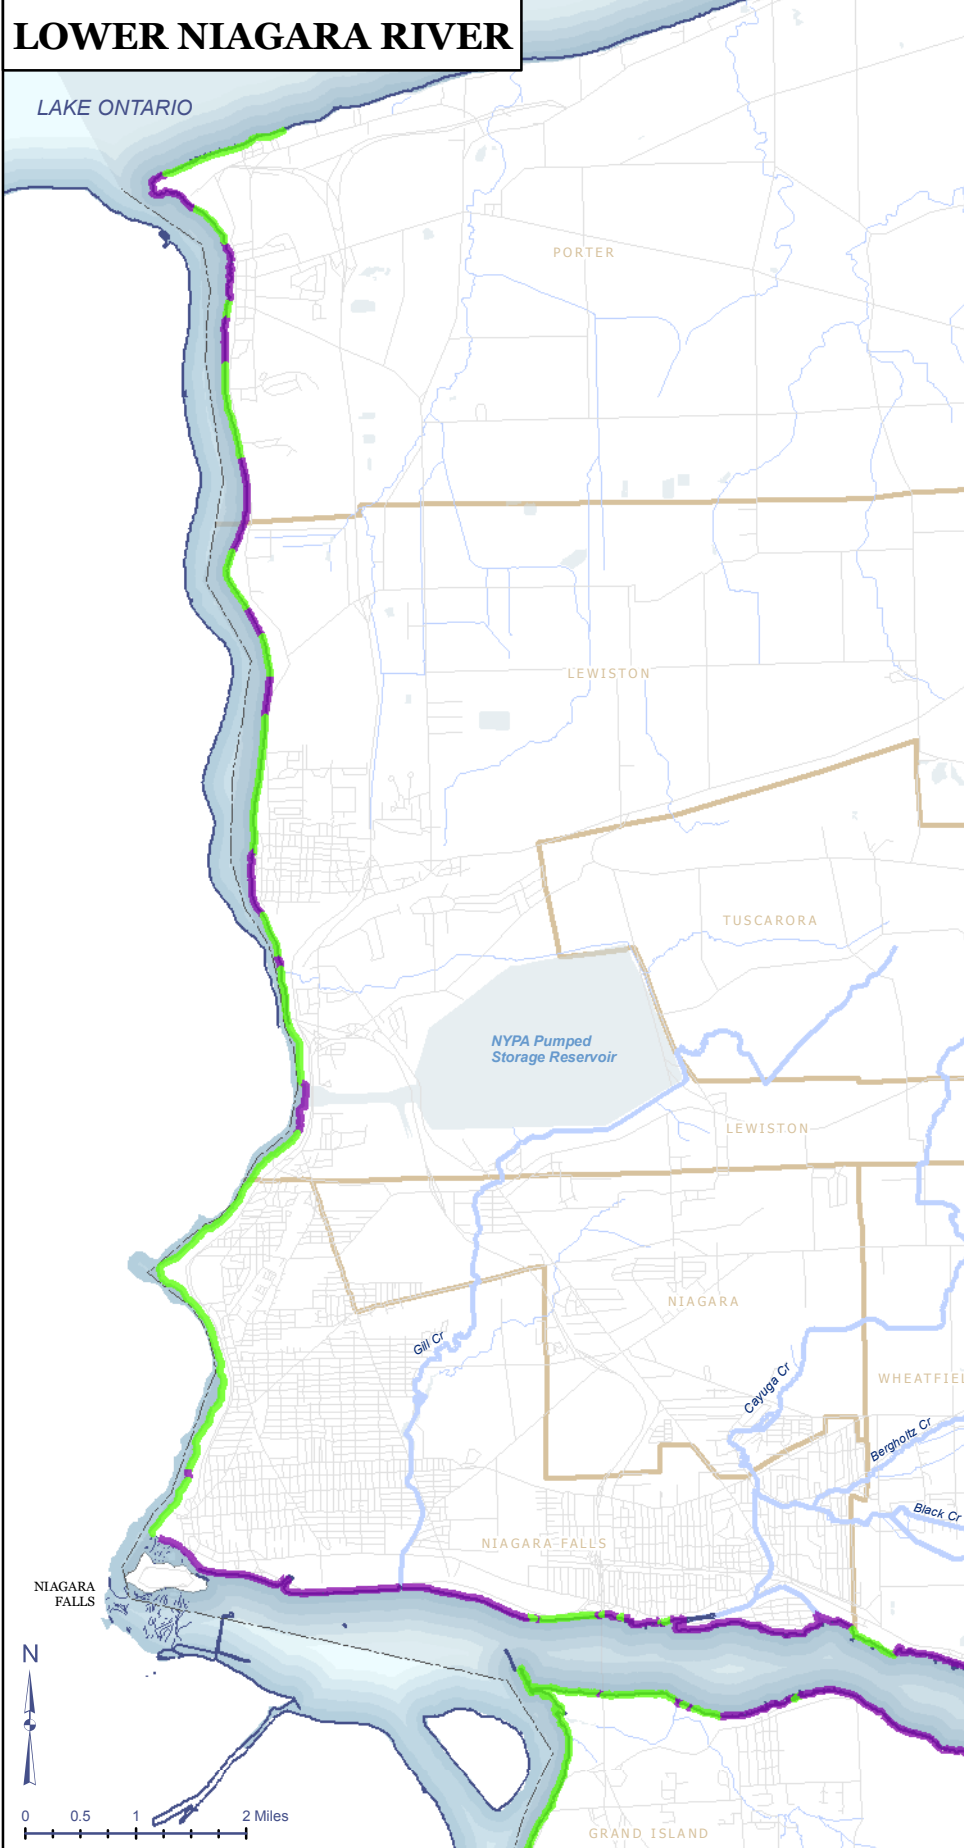 LOWER NIAGARA RIVER
LAKE ONTARIO
PORTER
LEWISTON
TUSCARORA
NYPA Pumped
Storage Reservoir
LEWISTON
NIAGARA
Gill Cr
Cayuga Cr
WHEATFIEL
Bergholtz Cr
Black Cr
NIAGARA FALLS
NIAGARA
FALLS
N
0 0.5 1 2 Miles
GRAND ISLAND